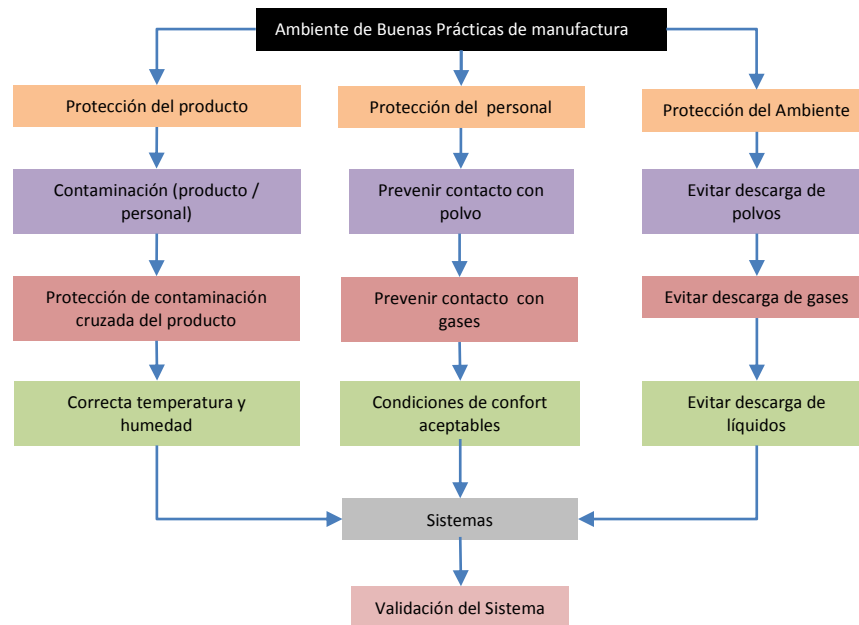 Ambiente de Buenas Prácticas de manufactura
Protección del producto
Protección del personal
Protección del Ambiente
Contaminación (producto /
personal)
Prevenir contacto con
polvo
Evitar descarga de
polvos
Protección de contaminación
cruzada del producto
Prevenir contacto con
gases
Evitar descarga de gases
Correcta temperatura y
humedad
Condiciones de confort
aceptables
Evitar descarga de
líquidos
Sistemas
Validación del Sistema